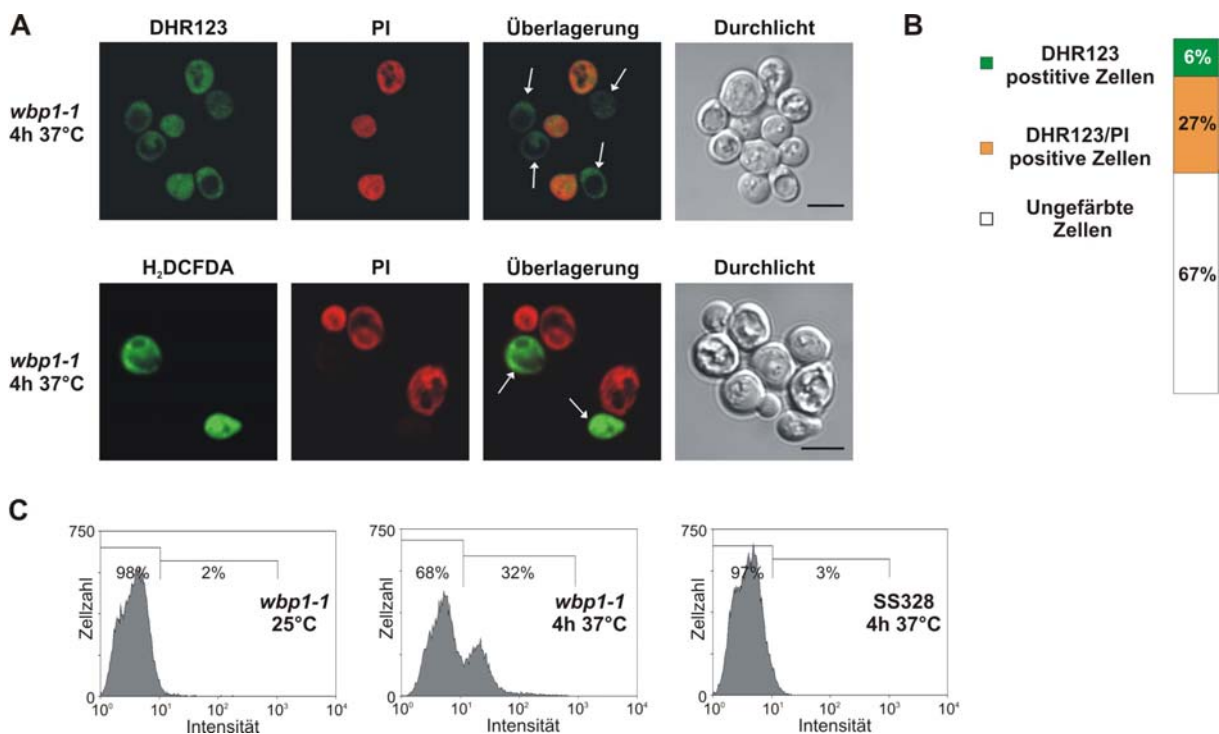 A
DHR123 PI Überlagerung Durchlicht
wbp1-1
4h 37°C
H₂DCFDA PI Überlagerung Durchlicht
wbp1-1
4h 37°C
B
DHR123
postitive Zellen
DHR123/PI
positive Zellen
Ungefärbte
Zellen
6%
27%
67%
C
750
Zellzahl
0
98% 2%
wbp1-1
25°C
10⁰ 10¹ 10² 10³ 10⁴
Intensität
750
Zellzahl
0
68% 32%
wbp1-1
4h 37°C
10⁰ 10¹ 10² 10³ 10⁴
Intensität
750
Zellzahl
0
97% 3%
SS328
4h 37°C
10⁰ 10¹ 10² 10³ 10⁴
Intensität